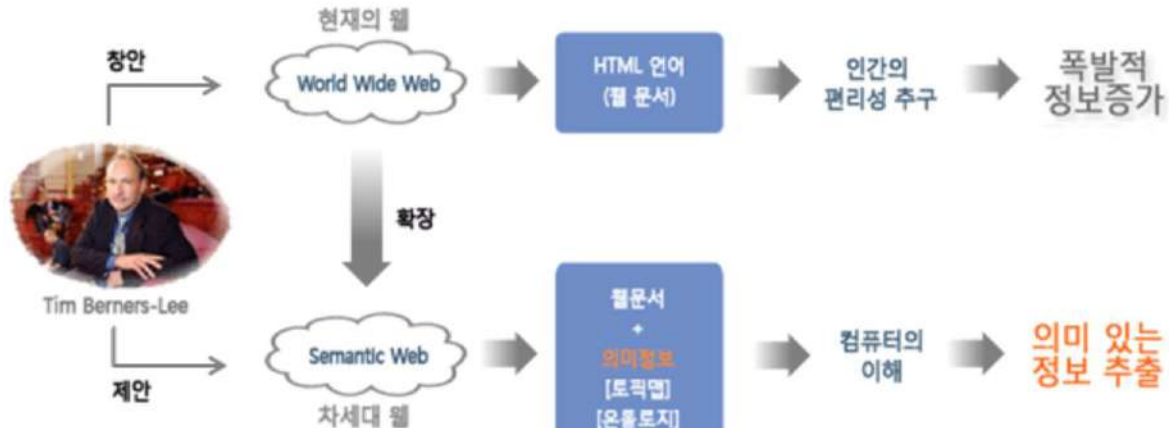 현재의 웹
창안
World Wide Web
HTML 언어
(웹 문서)
인간의
편리성 추구
폭발적
정보증가
확장
Tim Berners-Lee
제안
Semantic Web
차세대 웹
웹문서
+
의미정보
[토픽맵]
[온톨로지]
컴퓨터의
이해
의미 있는
정보 추출